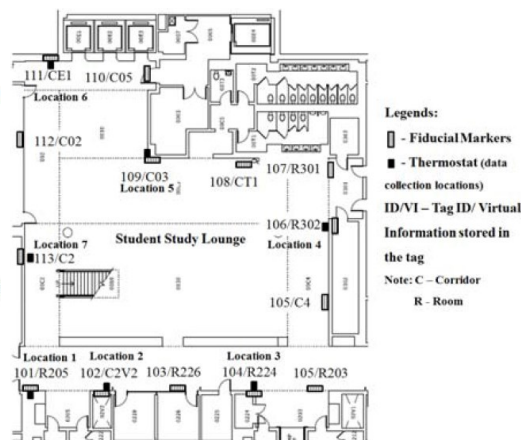 111/CE1
110/C05
Location 6
112/C02
109/C03
Location 5
108/CT1
107/R301
106/R302
Location 7
Student Study Lounge
Location 4
113/C2
105/C4
Location 1
Location 2
Location 3
101/R205
102/C2V2
103/R226
104/R224
105/R203
Legends:
- Fiducial Markers
- Thermostat (data
collection locations)
ID/VI – Tag ID/ Virtual
Information stored in
the tag
Note: C – Corridor
R - Room